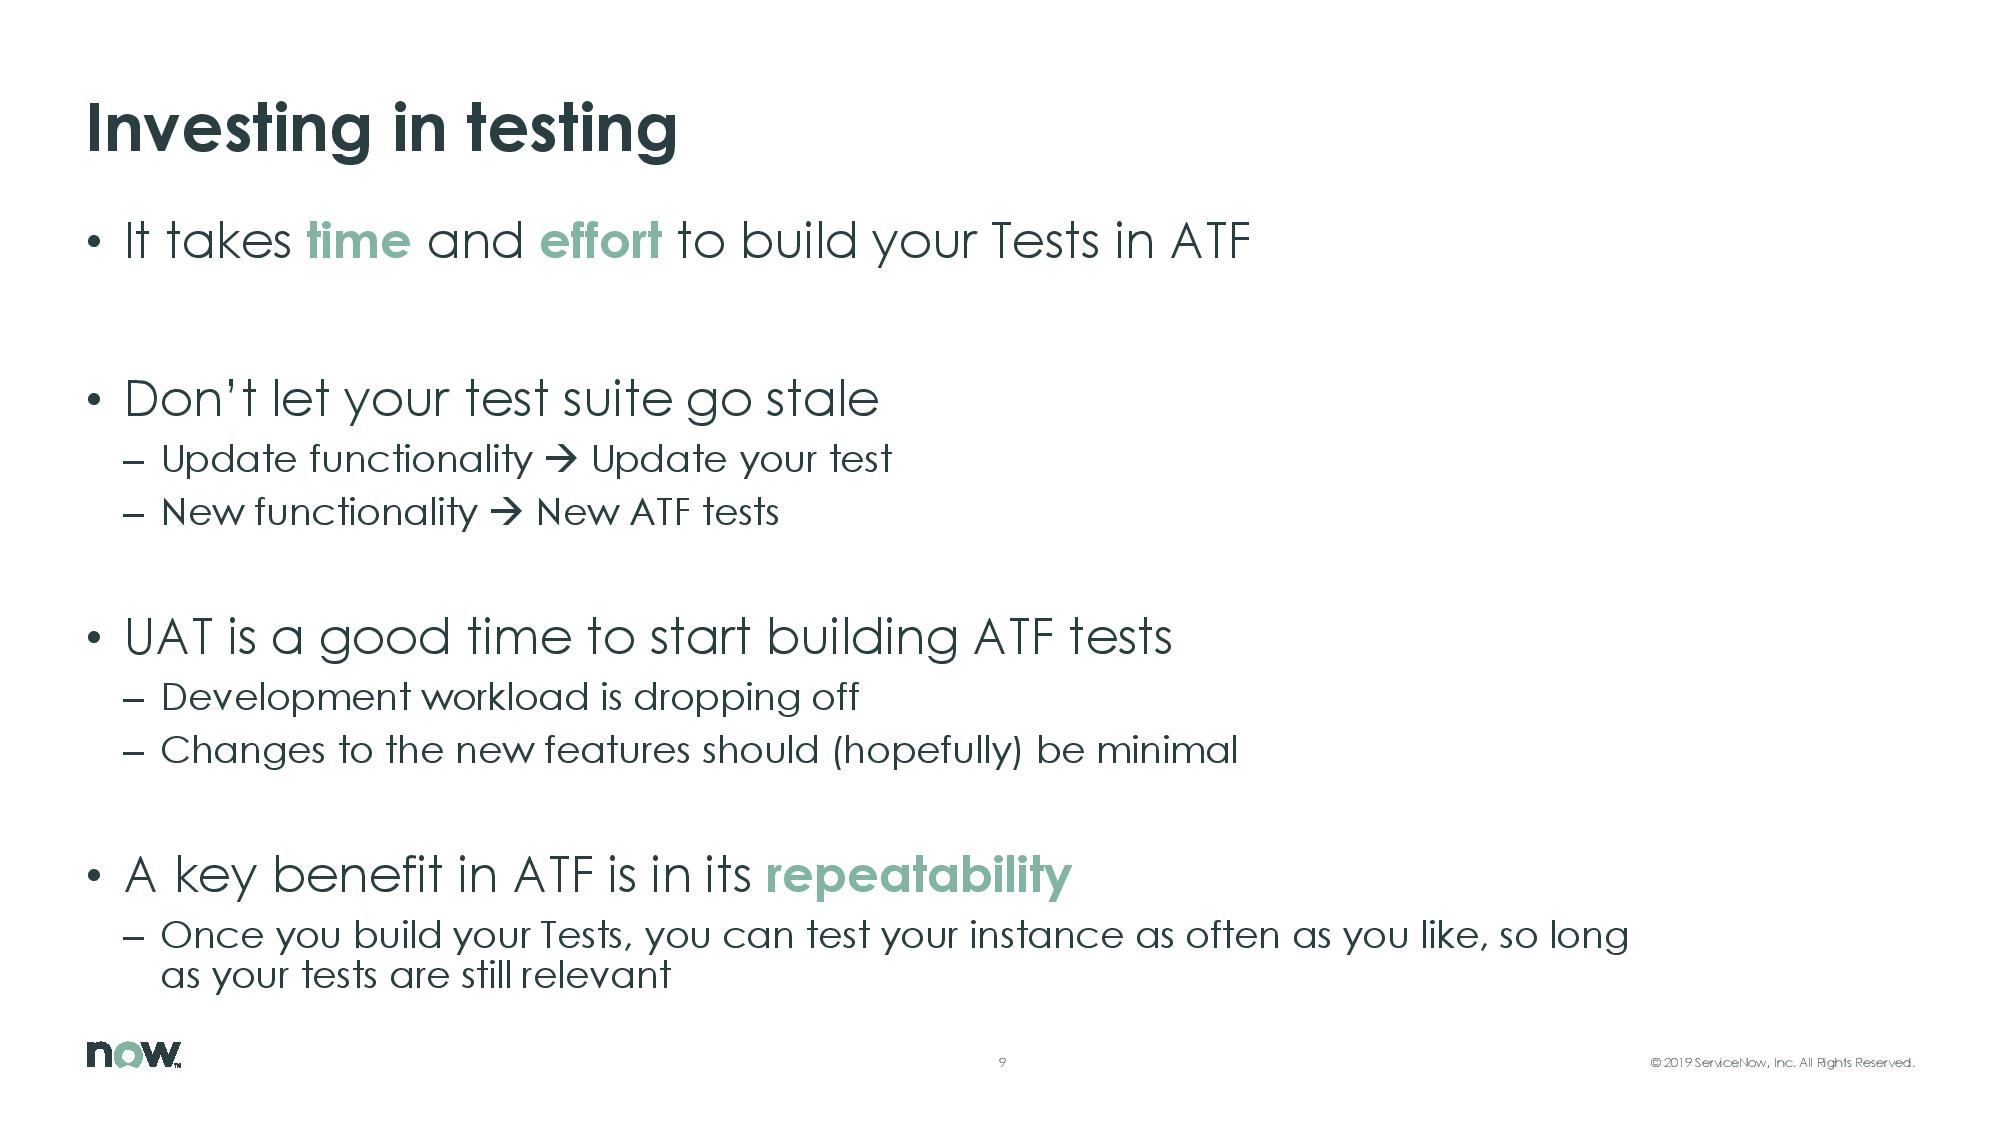 Investing in testing
• It takes time and effort to build your Tests in ATF
• Don’t let your test suite go stale
– Update functionality → Update your test
– New functionality → New ATF tests
• UAT is a good time to start building ATF tests
– Development workload is dropping off
– Changes to the new features should (hopefully) be minimal
• A key benefit in ATF is in its repeatability
– Once you build your Tests, you can test your instance as often as you like, so long
as your tests are still relevant
now™
9
© 2019 ServiceNow, Inc. All Rights Reserved.